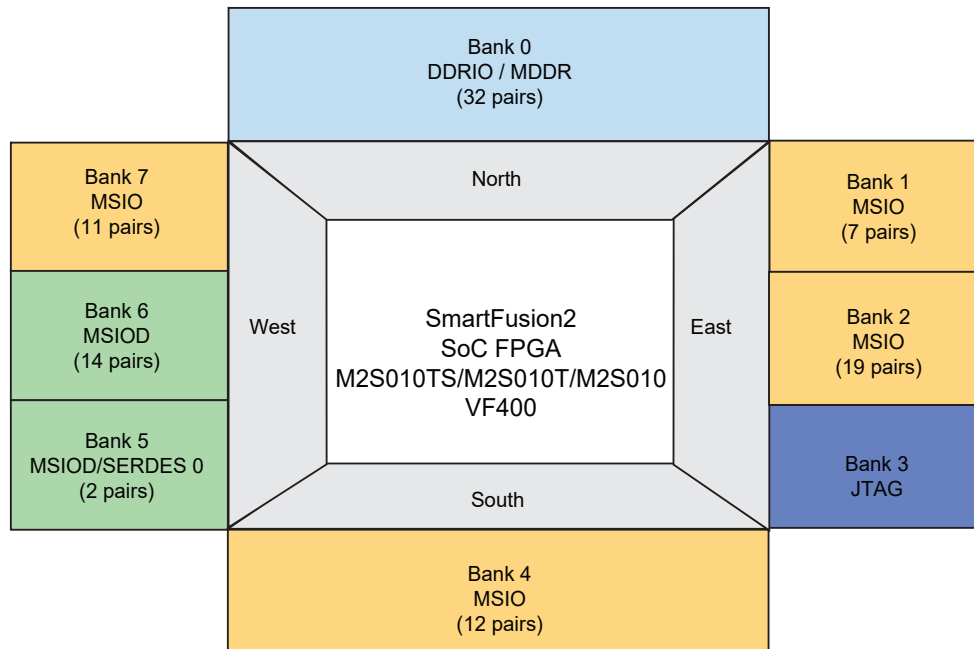 Bank 0
DDRIO / MDDR
(32 pairs)
North
Bank 7
MSIO
(11 pairs)
Bank 1
MSIO
(7 pairs)
Bank 6
MSIOD
(14 pairs)
West
SmartFusion2
SoC FPGA
M2S010TS/M2S010T/M2S010
VF400
East
Bank 2
MSIO
(19 pairs)
Bank 5
MSIOD/SERDES 0
(2 pairs)
Bank 3
JTAG
South
Bank 4
MSIO
(12 pairs)